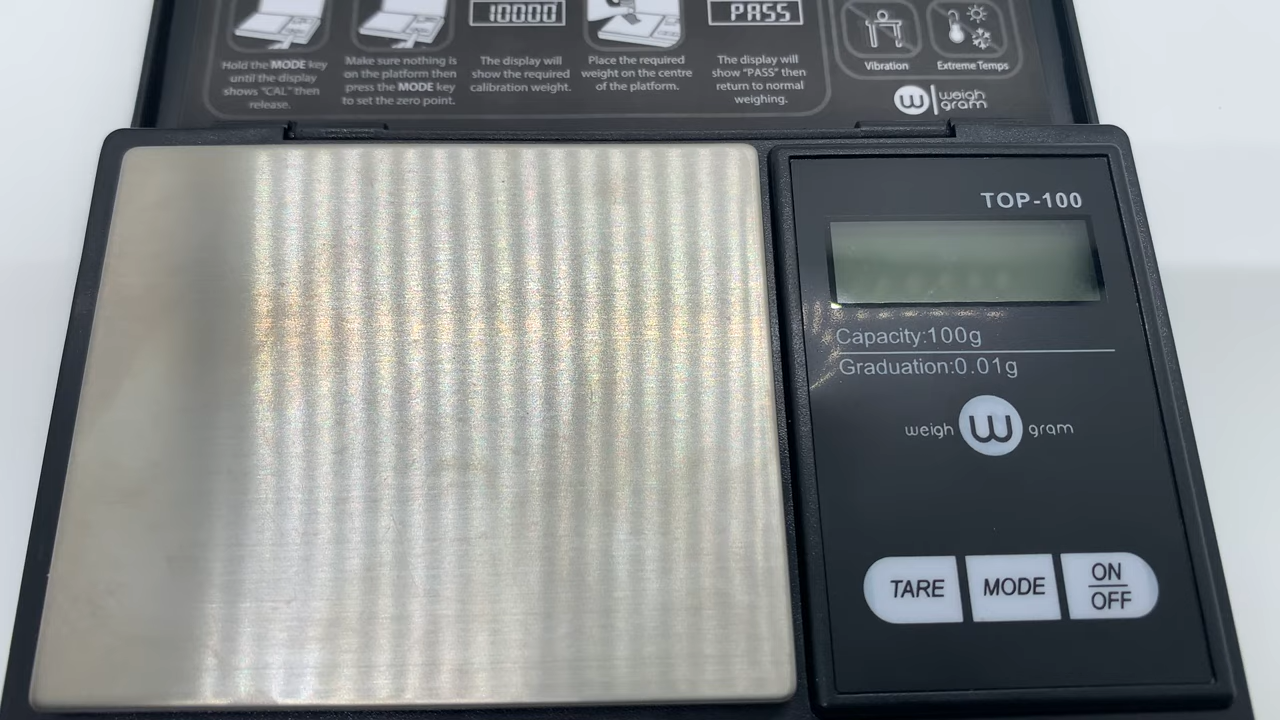 10000
PASS
Hold the MODE key
until the display
shows "CAL" then
release.
Make sure nothing is
on the platform then
press the MODE key
to set the zero point.
The display will
show the required
calibration weight.
Place the required
weight on the centre
of the platform.
The display will
show "PASS" then
return to normal
weighing.
Vibration
Extreme Temps
W weigh
gram
TOP-100
Capacity:100g
Graduation:0.01g
weigh W gram
TARE
MODE
ON
OFF